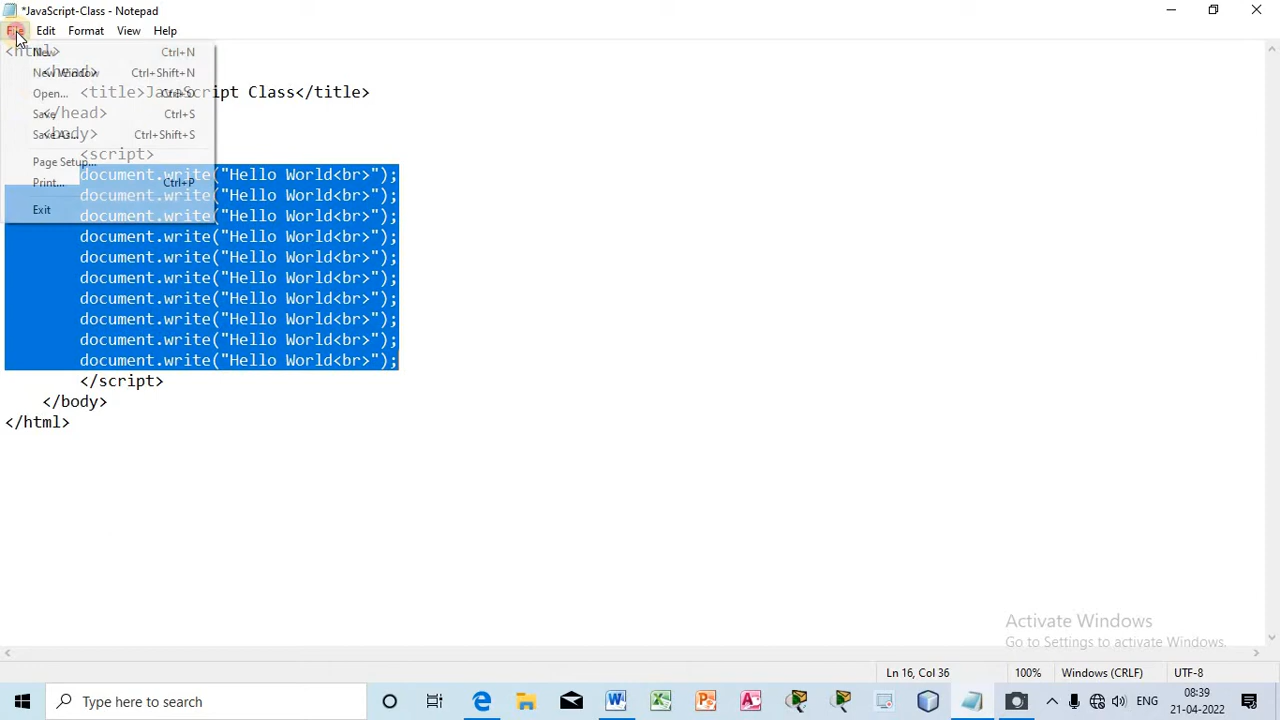 *JavaScript-Class - Notepad
File Edit Format View Help
<html>
New Ctrl+N
<head>
New Window Ctrl+Shift+N
<title>JavaScript Class</title>
Open... Ctrl+O
</head>
Save Ctrl+S
<body>
Save As... Ctrl+Shift+S
<script>
Page Setup...
document.write("Hello World<br>");
Print... Ctrl+P
document.write("Hello World<br>");
Exit
document.write("Hello World<br>");
document.write("Hello World<br>");
document.write("Hello World<br>");
document.write("Hello World<br>");
document.write("Hello World<br>");
document.write("Hello World<br>");
document.write("Hello World<br>");
document.write("Hello World<br>");
</script>
</body>
</html>
Activate Windows
Go to Settings to activate Windows.
Ln 16, Col 36 100% Windows (CRLF) UTF-8
Type here to search
ENG
08:39
21-04-2022